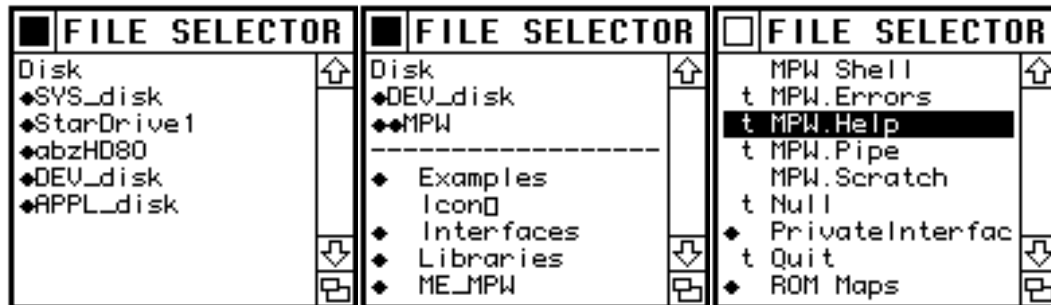 FILE SELECTOR
Disk
◆SYS_disk
◆StarDrive1
◆abzHD80
◆DEV_disk
◆APPL_disk
FILE SELECTOR
Disk
◆DEV_disk
◆◆MPW
------------------
◆ Examples
Icon▯
◆ Interfaces
◆ Libraries
◆ ME_MPW
FILE SELECTOR
MPW Shell
t MPW.Errors
t MPW.Help
t MPW.Pipe
MPW.Scratch
t Null
◆ PrivateInterfac
t Quit
◆ ROM Maps